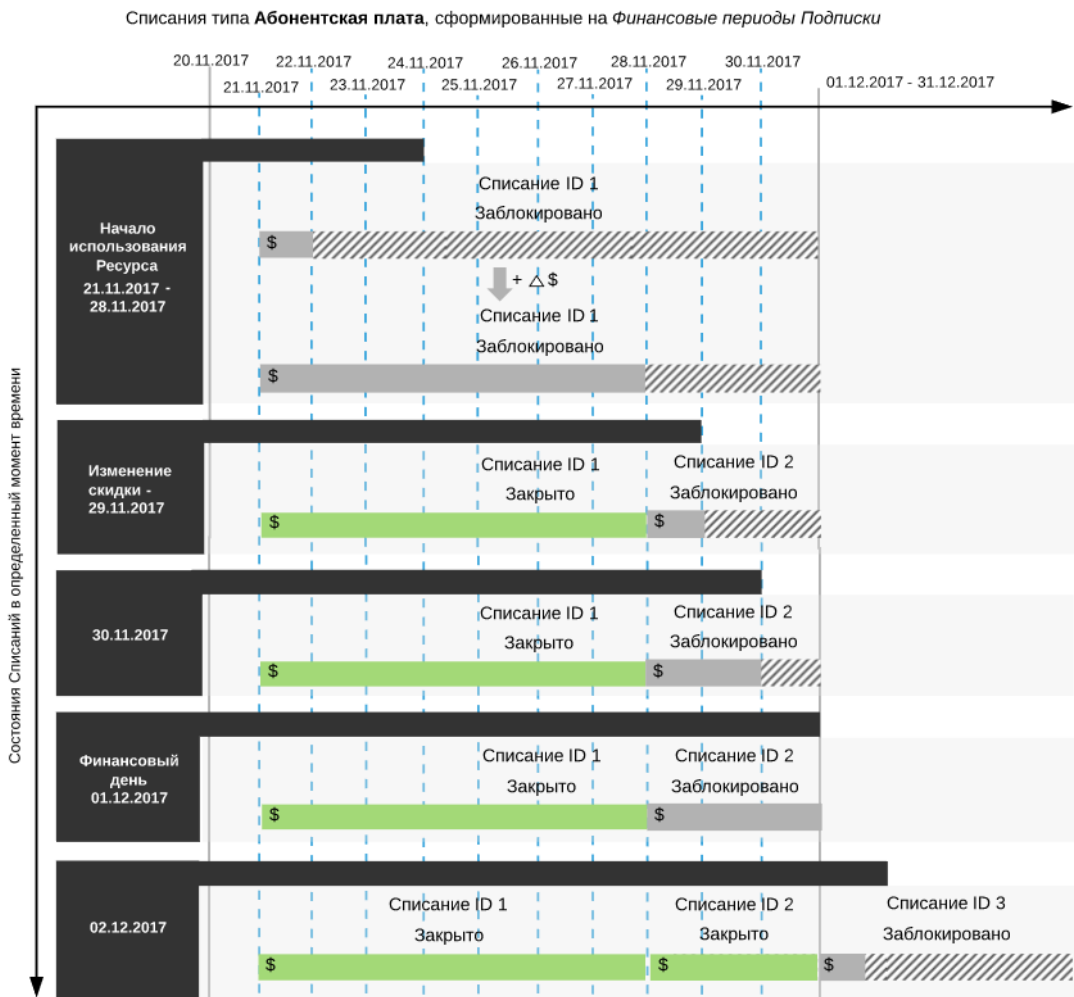 Списания типа Абонентская плата, сформированные на Финансовые периоды Подписки
20.11.2017 22.11.2017 24.11.2017 26.11.2017 28.11.2017 30.11.2017
21.11.2017 23.11.2017 25.11.2017 27.11.2017 29.11.2017 01.12.2017 - 31.12.2017
Состояния Списаний в определенный момент времени
Начало
использования
Ресурса
21.11.2017 -
28.11.2017
Списание ID 1
Заблокировано
$
+ △ $
Списание ID 1
Заблокировано
$
Изменение
скидки -
29.11.2017
Списание ID 1 Списание ID 2
Закрыто Заблокировано
$ $
30.11.2017
Списание ID 1 Списание ID 2
Закрыто Заблокировано
$ $
Финансовый
день
01.12.2017
Списание ID 1 Списание ID 2
Закрыто Заблокировано
$ $
02.12.2017
Списание ID 1 Списание ID 2 Списание ID 3
Закрыто Закрыто Заблокировано
$ $ $